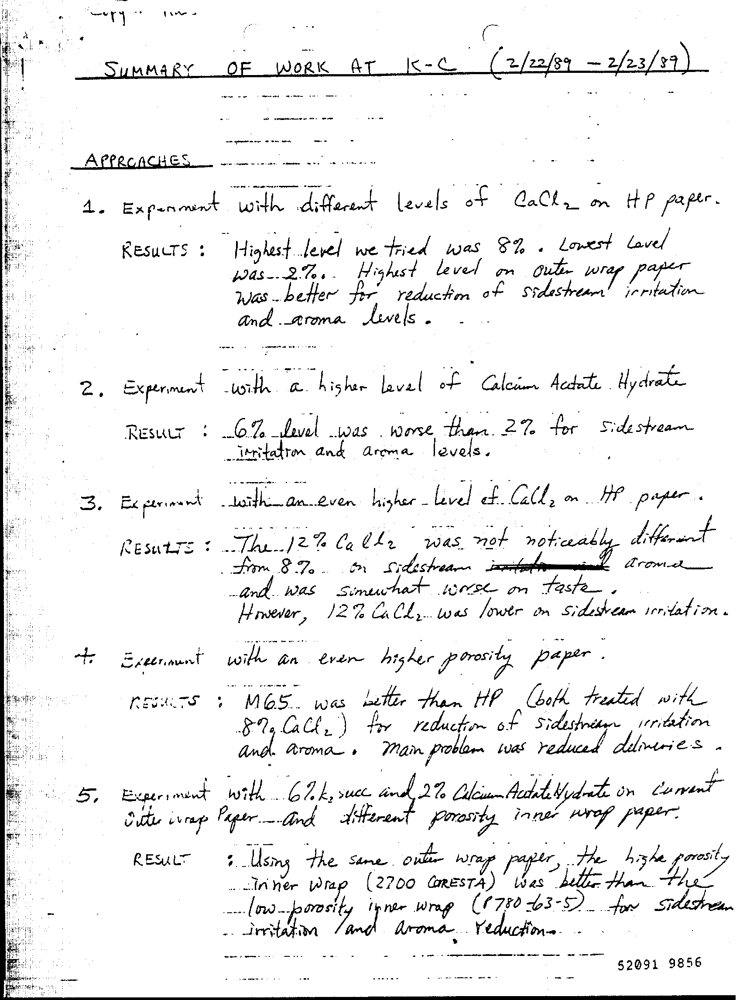 SUMMARY OF WORK AT K-C (2/22/89 - 2/23/89)
APPROACHES
1. Experiment with different levels of CaCl2 on HP paper.
RESULTS : Highest level we tried was 8%. Lowest Level
was 2%. Highest level on outer wrap paper
was better for reduction of sidestream irritation
and aroma levels.
2. Experiment with a higher level of Calcium Acetate Hydrate
RESULT : 6% level was worse than 2% for sidestream
irritation and aroma levels.
3. Experiment with an even higher level of CaCl2 on HP paper.
RESULTS : The 12% CaCl2 was not noticeably different
from 8% on sidestream aroma
and was somewhat worse on taste.
However, 12% CaCl2 was lower on sidestream irritation.
4. Experiment with an even higher porosity paper.
RESULTS : M65 was better than HP (both treated with
8% CaCl2) for reduction of sidestream irritation
and aroma. Main problem was reduced deliveries.
5. Experiment with 6% K2 succ and 2% Calcium Acetate Hydrate on current
outer wrap Paper and different porosity inner wrap paper.
RESULT : Using the same outer wrap paper, the highe porosity
inner wrap (2700 CORESTA) was better than the
low porosity inner wrap (P780-63-5) for sidestream
irritation and aroma reduction.
52091 9856